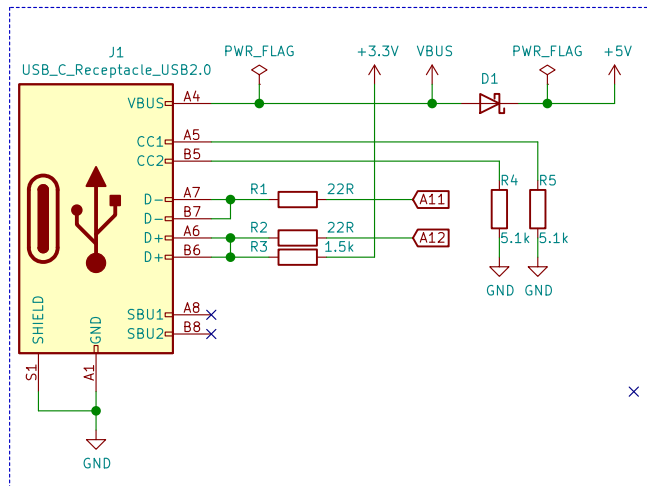 J1
USB_C_Receptacle_USB2.0
PWR_FLAG
+3.3V
VBUS
PWR_FLAG
+5V
D1
VBUS
A4
CC1
A5
CC2
B5
D-
A7
R1
22R
A11
D-
B7
D+
A6
R2
22R
A12
D+
B6
R3
1.5k
R4
R5
5.1k
5.1k
GND
GND
SBU1
A8
SBU2
B8
SHIELD
GND
S1
A1
GND